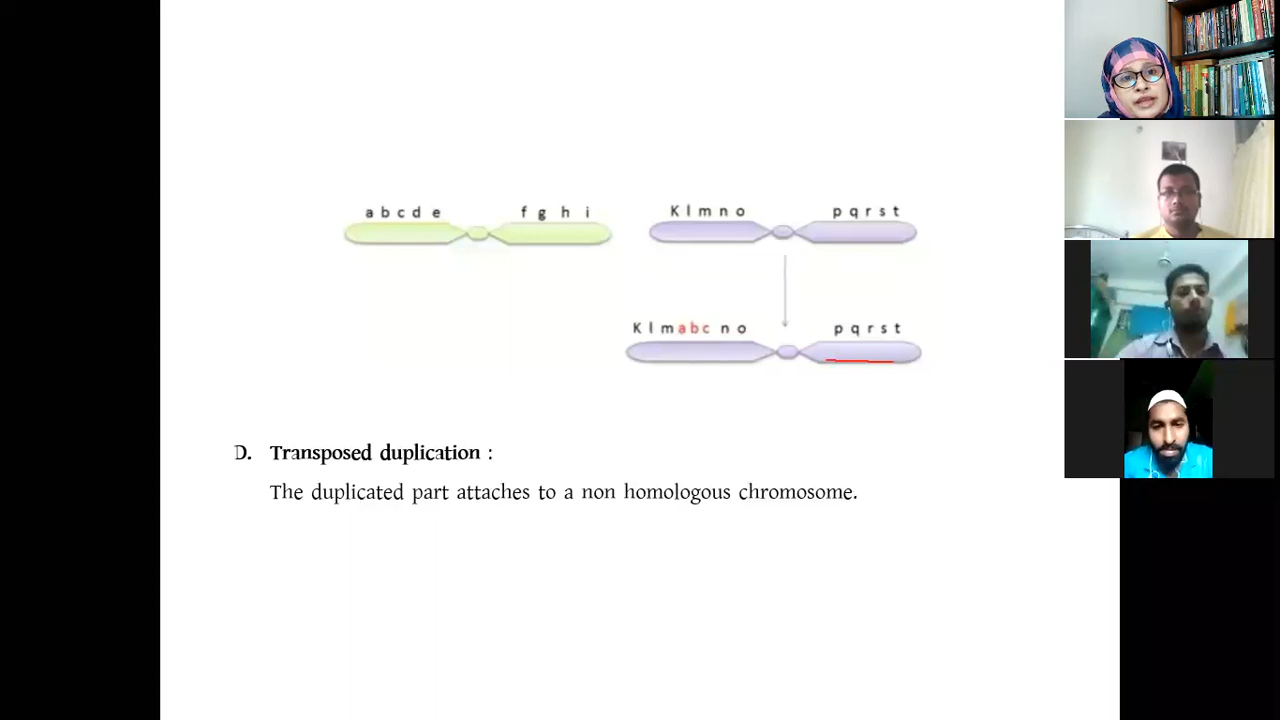 a b c d e f g h i K l m n o p q r s t
K l m a b c n o p q r s t
D. Transposed duplication :
The duplicated part attaches to a non homologous chromosome.